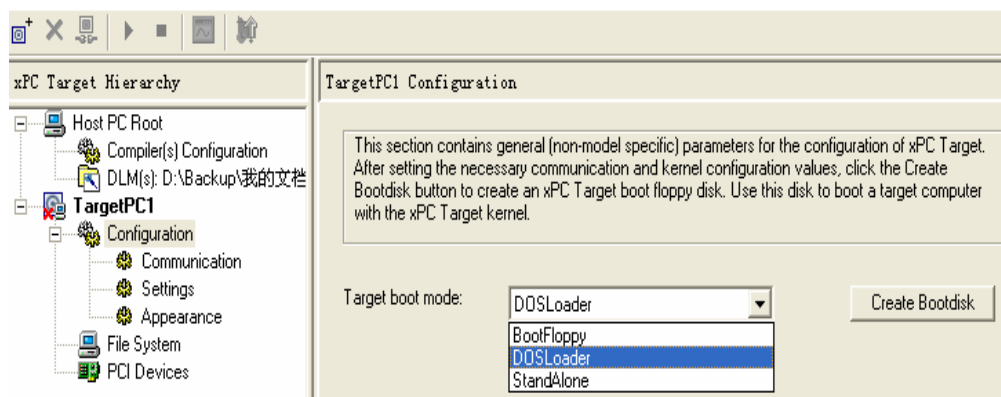 xPC Target Hierarchy
Host PC Root
Compiler(s) Configuration
DLM(s): D:\Backup\我的文档
TargetPC1
Configuration
Communication
Settings
Appearance
File System
PCI Devices
TargetPC1 Configuration
This section contains general (non-model specific) parameters for the configuration of xPC Target.
After setting the necessary communication and kernel configuration values, click the Create
Bootdisk button to create an xPC Target boot floppy disk. Use this disk to boot a target computer
with the xPC Target kernel.
Target boot mode:
DOSLoader
Create Bootdisk
BootFloppy
DOSLoader
StandAlone